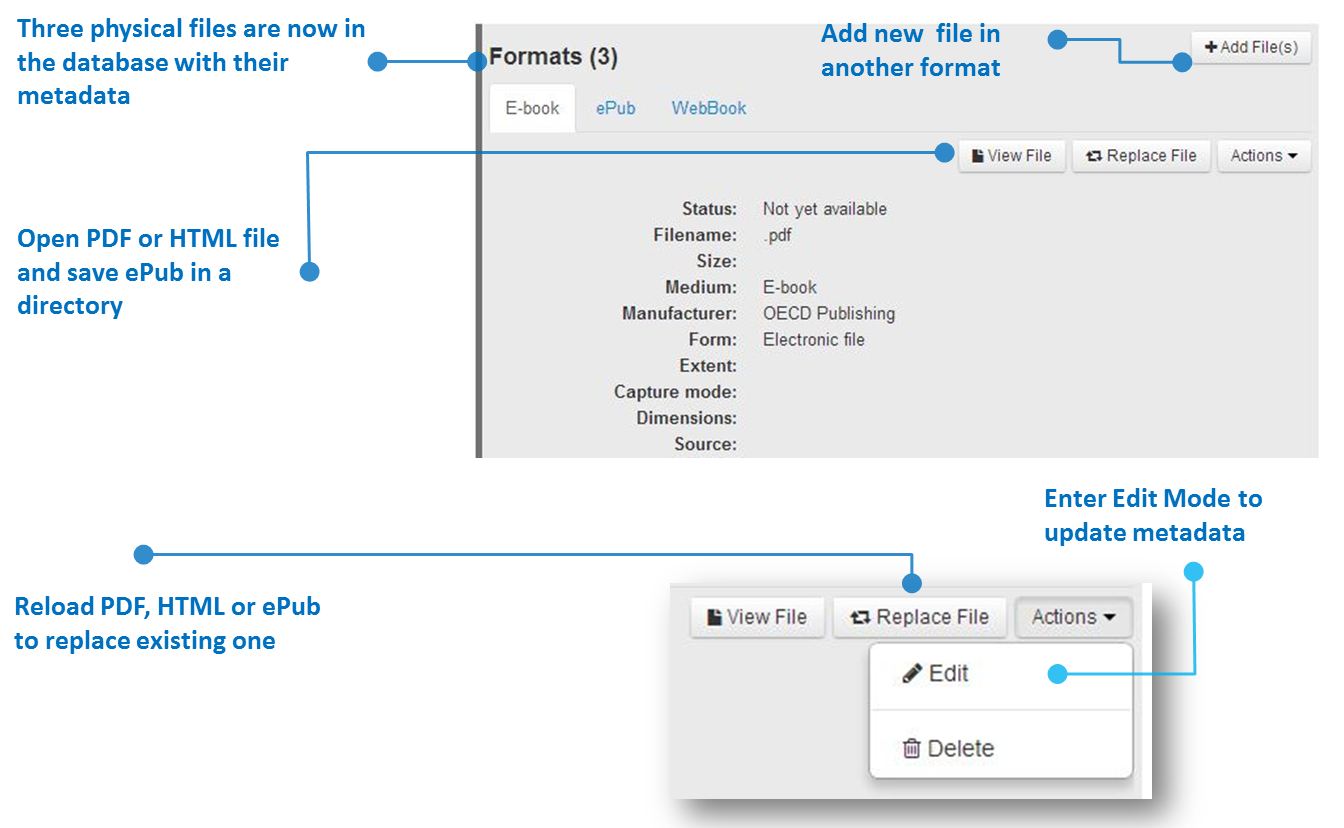 Three physical files are now in
the database with their
metadata
Formats (3)
Add new file in
another format
Add File(s)
E-book ePub WebBook
View File Replace File Actions
Open PDF or HTML file
and save ePub in a
directory
Status: Not yet available
Filename: .pdf
Size:
Medium: E-book
Manufacturer: OECD Publishing
Form: Electronic file
Extent:
Capture mode:
Dimensions:
Source:
Enter Edit Mode to
update metadata
Reload PDF, HTML or ePub
to replace existing one
View File Replace File Actions
Edit
Delete